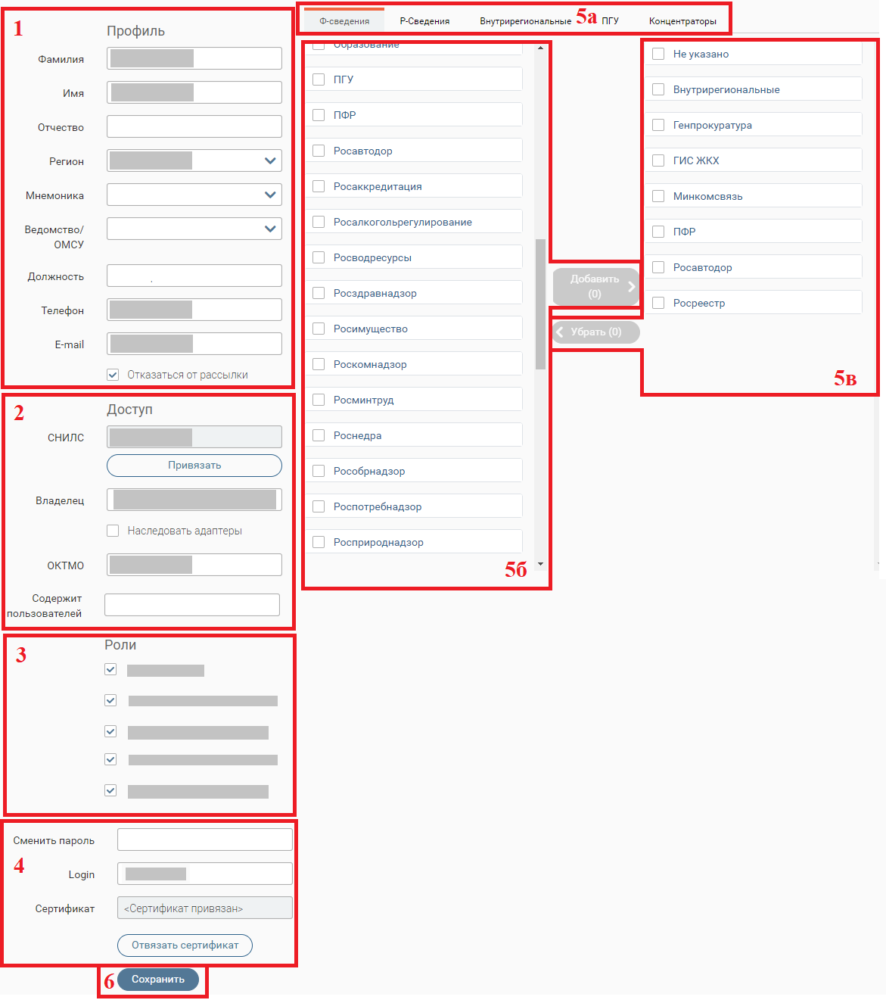 1
Профиль
Фамилия
Имя
Отчество
Регион
Мнемоника
Ведомство/
ОМСУ
Должность
Телефон
E-mail
Отказаться от рассылки
2
Доступ
СНИЛС
Привязать
Владелец
Наследовать адаптеры
ОКТМО
Содержит
пользователей
3
Роли
4
Сменить пароль
Login
Сертификат
<Сертификат привязан>
Отвязать сертификат
6
Сохранить
Ф-сведения
Р-Сведения
Внутрирегиональные
5а
ПГУ
Концентраторы
Образование
ПГУ
ПФР
Росавтодор
Росаккредитация
Росалкогольрегулирование
Росводресурсы
Росздравнадзор
Росимущество
Роскомнадзор
Росминтруд
Роснедра
Рособрнадзор
Роспотребнадзор
Росприроднадзор
5б
Добавить
(0)
Убрать (0)
Не указано
Внутрирегиональные
Генпрокуратура
ГИС ЖКХ
Минкомсвязь
ПФР
Росавтодор
Росреестр
5в